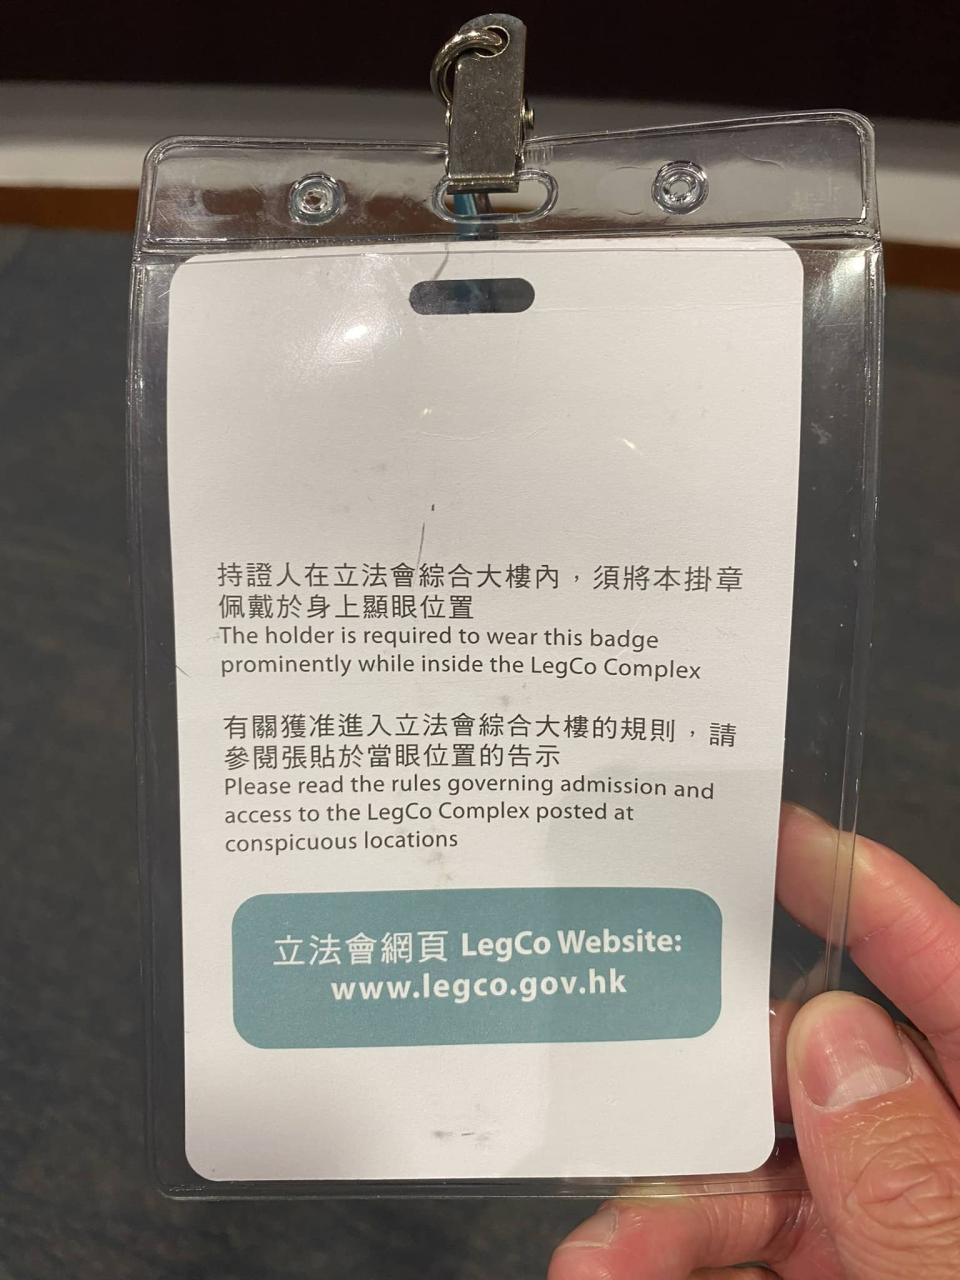 持證人在立法會綜合大樓內，須將本掛章
佩戴於身上顯眼位置
The holder is required to wear this badge
prominently while inside the LegCo Complex
有關獲准進入立法會綜合大樓的規則，請
參閱張貼於當眼位置的告示
Please read the rules governing admission and
access to the LegCo Complex posted at
conspicuous locations
立法會網頁 LegCo Website:
www.legco.gov.hk